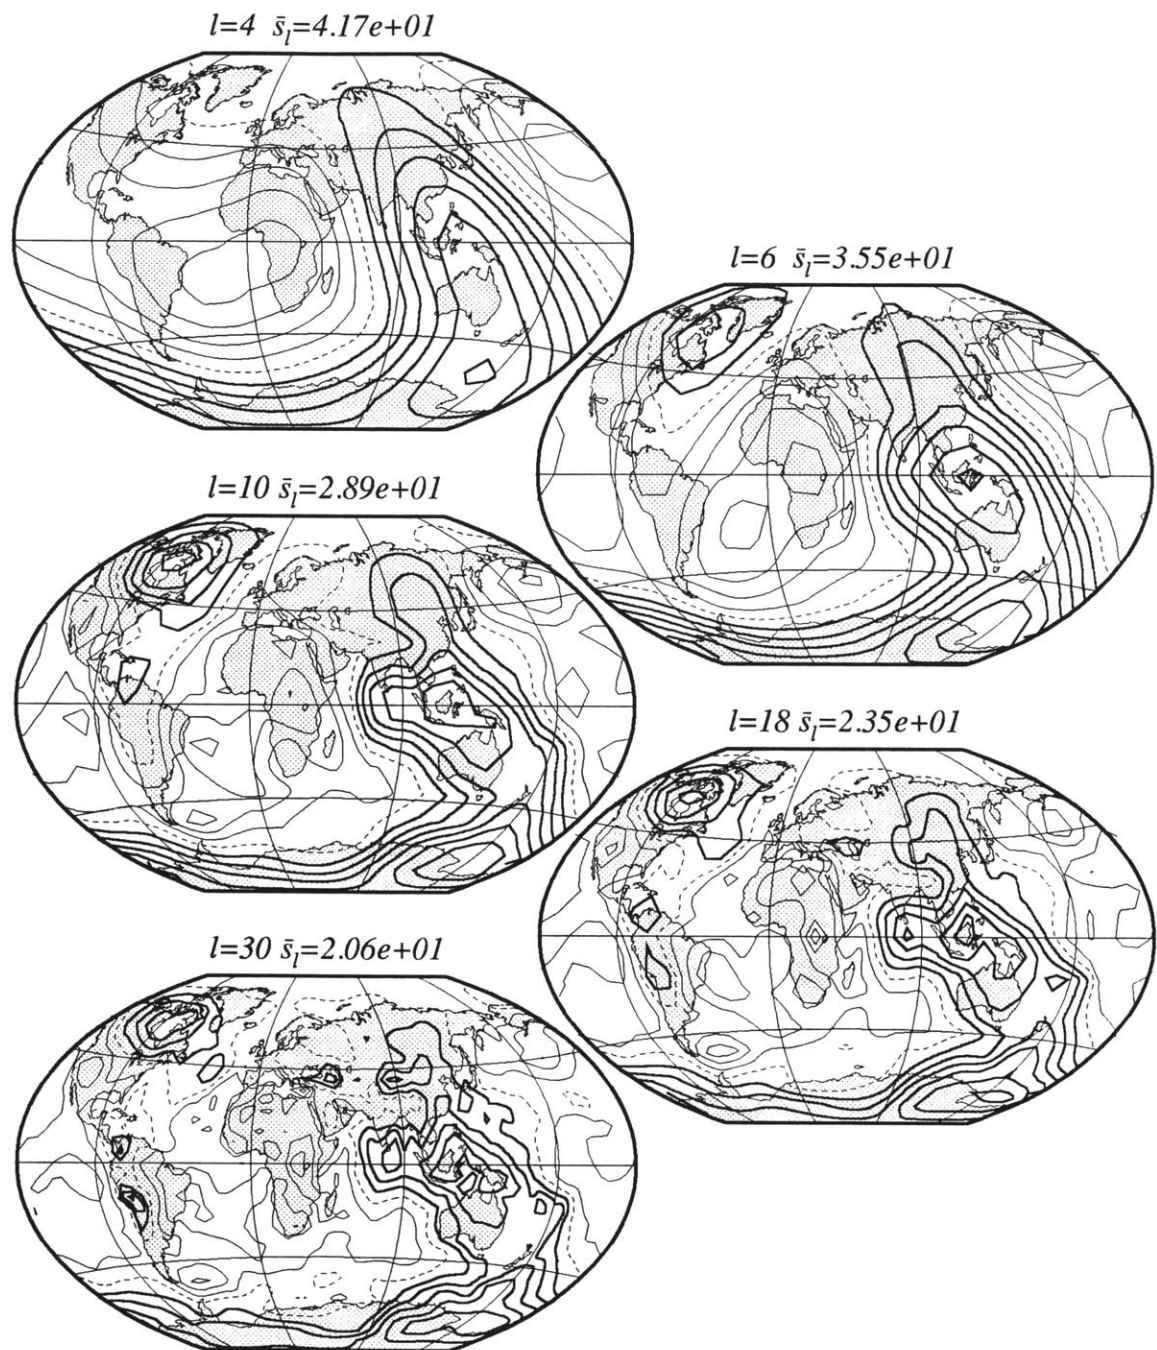 l=4 s̄ₗ=4.17e+01
l=6 s̄ₗ=3.55e+01
l=10 s̄ₗ=2.89e+01
l=18 s̄ₗ=2.35e+01
l=30 s̄ₗ=2.06e+01